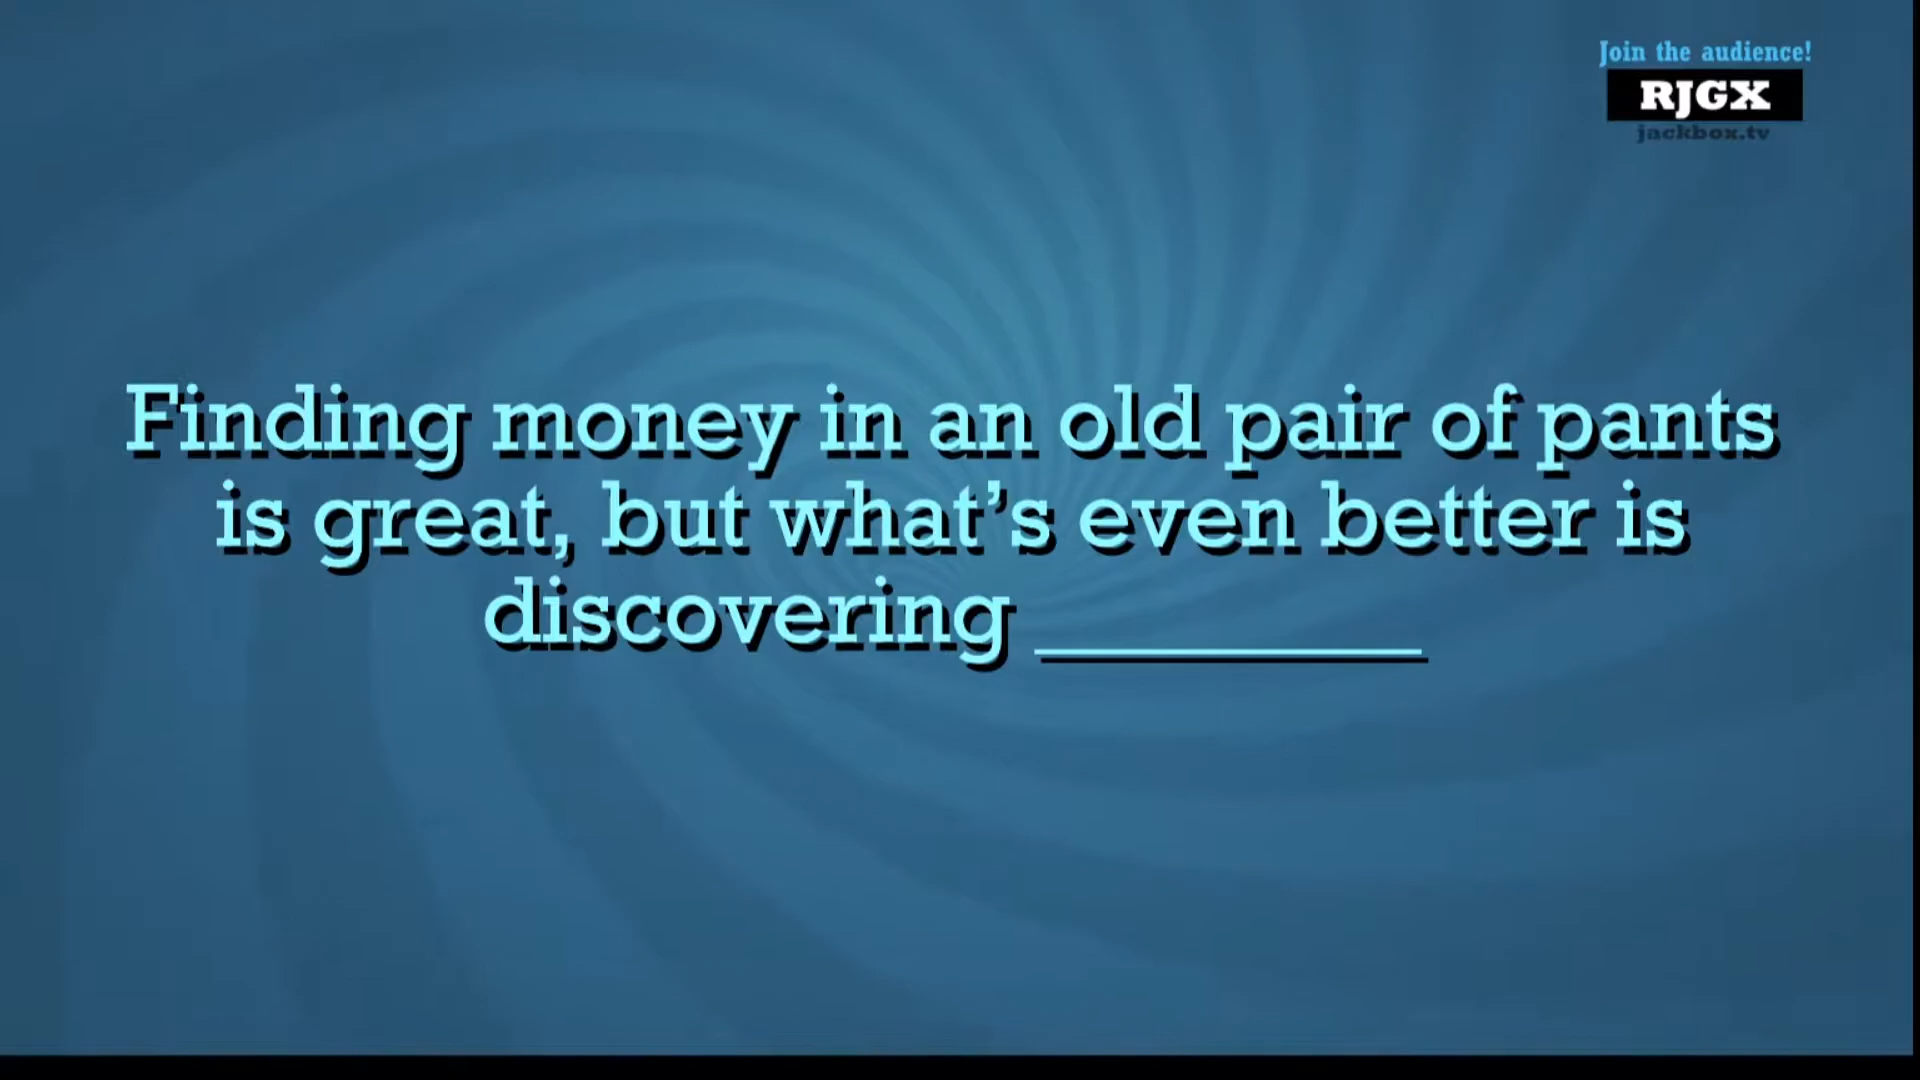 Join the audience!
RJGX
jackbox.tv
Finding money in an old pair of pants
is great, but what's even better is
discovering ________